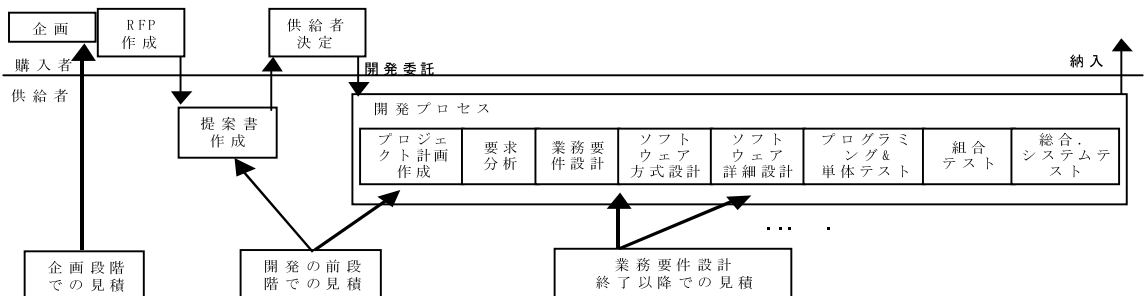 企画
RFP
作成
供給者
決定
購入者
開発委託
納入
供給者
提案書
作成
開発プロセス
プロジェ
クト計画
作成
要求
分析
業務要
件設計
ソフト
ウェア
方式設計
ソフト
ウェア
詳細設計
プログラミ
ング&
単体テスト
組合
テスト
総合.
システムテ
スト
... .
企画段階
での見積
開発の前段
階での見積
業務要件設計
終了以降での見積